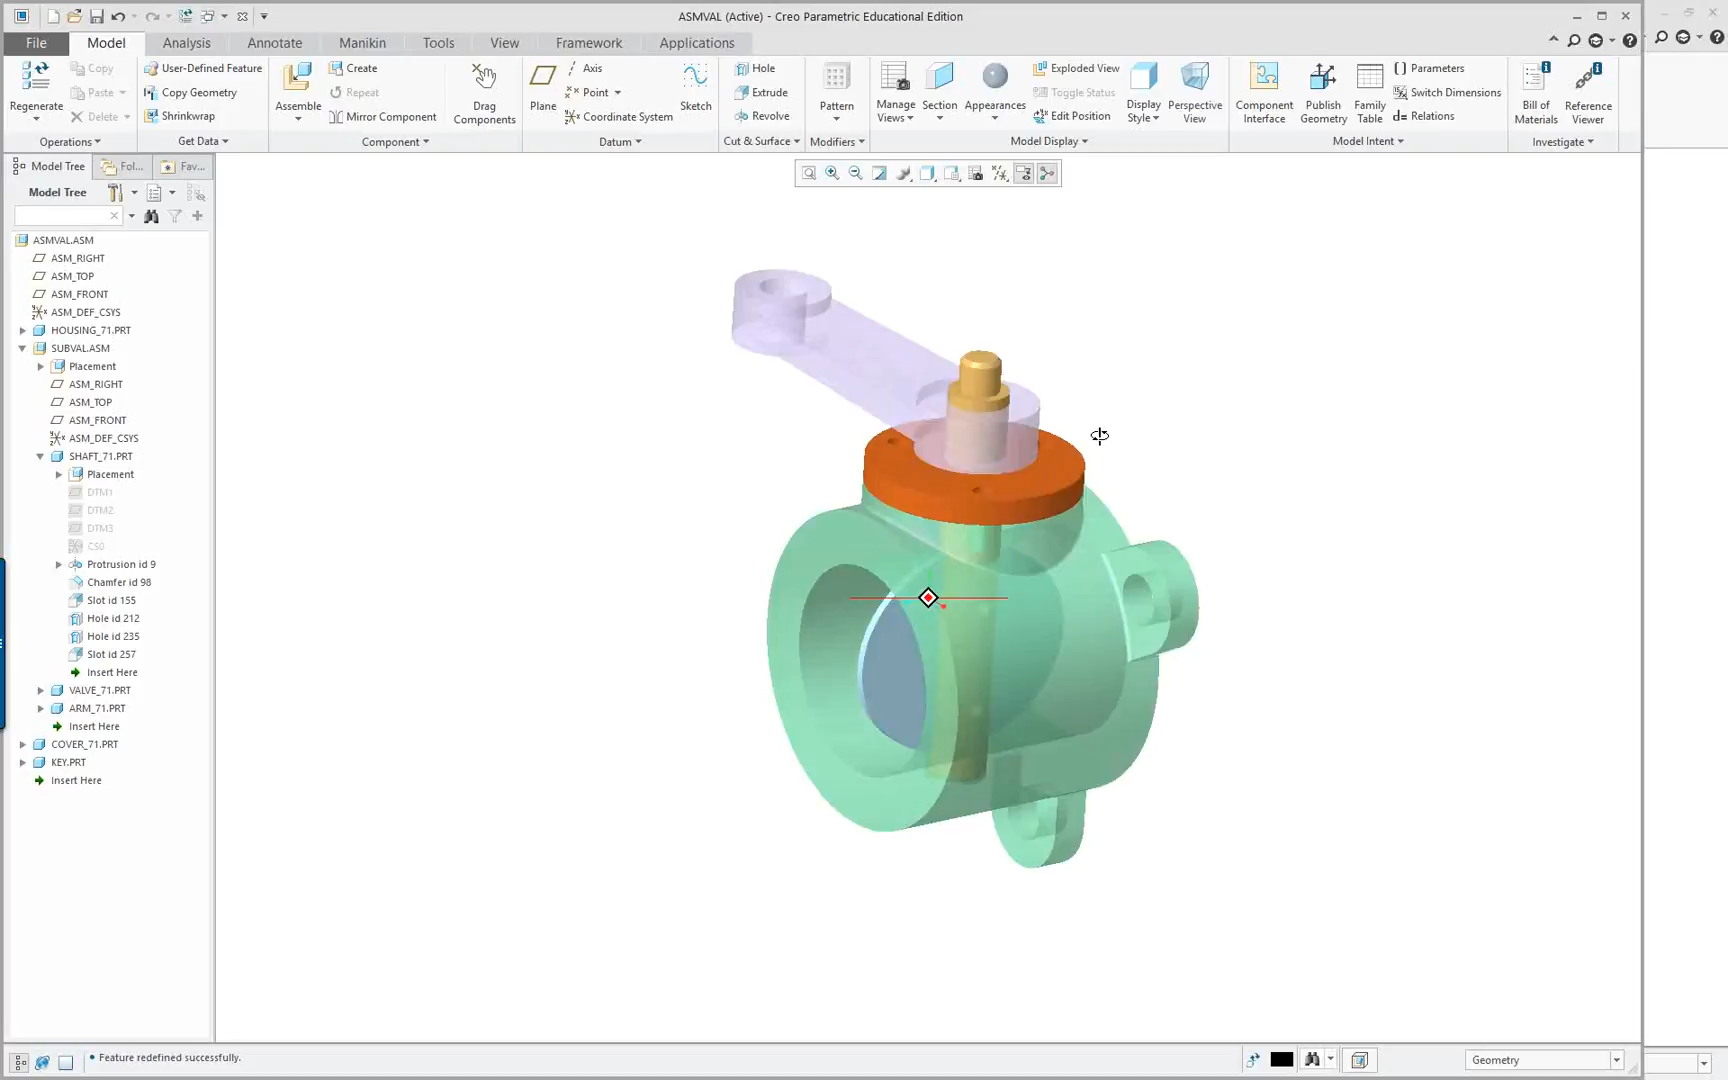 ASMVAL (Active) - Creo Parametric Educational Edition
File
Model
Analysis
Annotate
Manikin
Tools
View
Framework
Applications
Regenerate
Copy
Paste
Delete
Operations
User-Defined Feature
Copy Geometry
Shrinkwrap
Get Data
Assemble
Create
Repeat
Mirror Component
Drag
Components
Component
Plane
Axis
Point
Coordinate System
Sketch
Datum
Hole
Extrude
Revolve
Cut & Surface
Pattern
Modifiers
Manage
Views
Section
Appearances
Exploded View
Toggle Status
Edit Position
Display
Style
Perspective
View
Model Display
Component
Interface
Publish
Geometry
Family
Table
Parameters
Switch Dimensions
d= Relations
Model Intent
Bill of
Materials
Reference
Viewer
Investigate
Model Tree
Fol...
Fav...
Model Tree
ASMVAL.ASM
ASM_RIGHT
ASM_TOP
ASM_FRONT
ASM_DEF_CSYS
HOUSING_71.PRT
SUBVAL.ASM
Placement
ASM_RIGHT
ASM_TOP
ASM_FRONT
ASM_DEF_CSYS
SHAFT_71.PRT
Placement
DTM1
DTM2
DTM3
CS0
Protrusion id 9
Chamfer id 98
Slot id 155
Hole id 212
Hole id 235
Slot id 257
Insert Here
VALVE_71.PRT
ARM_71.PRT
Insert Here
COVER_71.PRT
KEY.PRT
Insert Here
• Feature redefined successfully.
Geometry